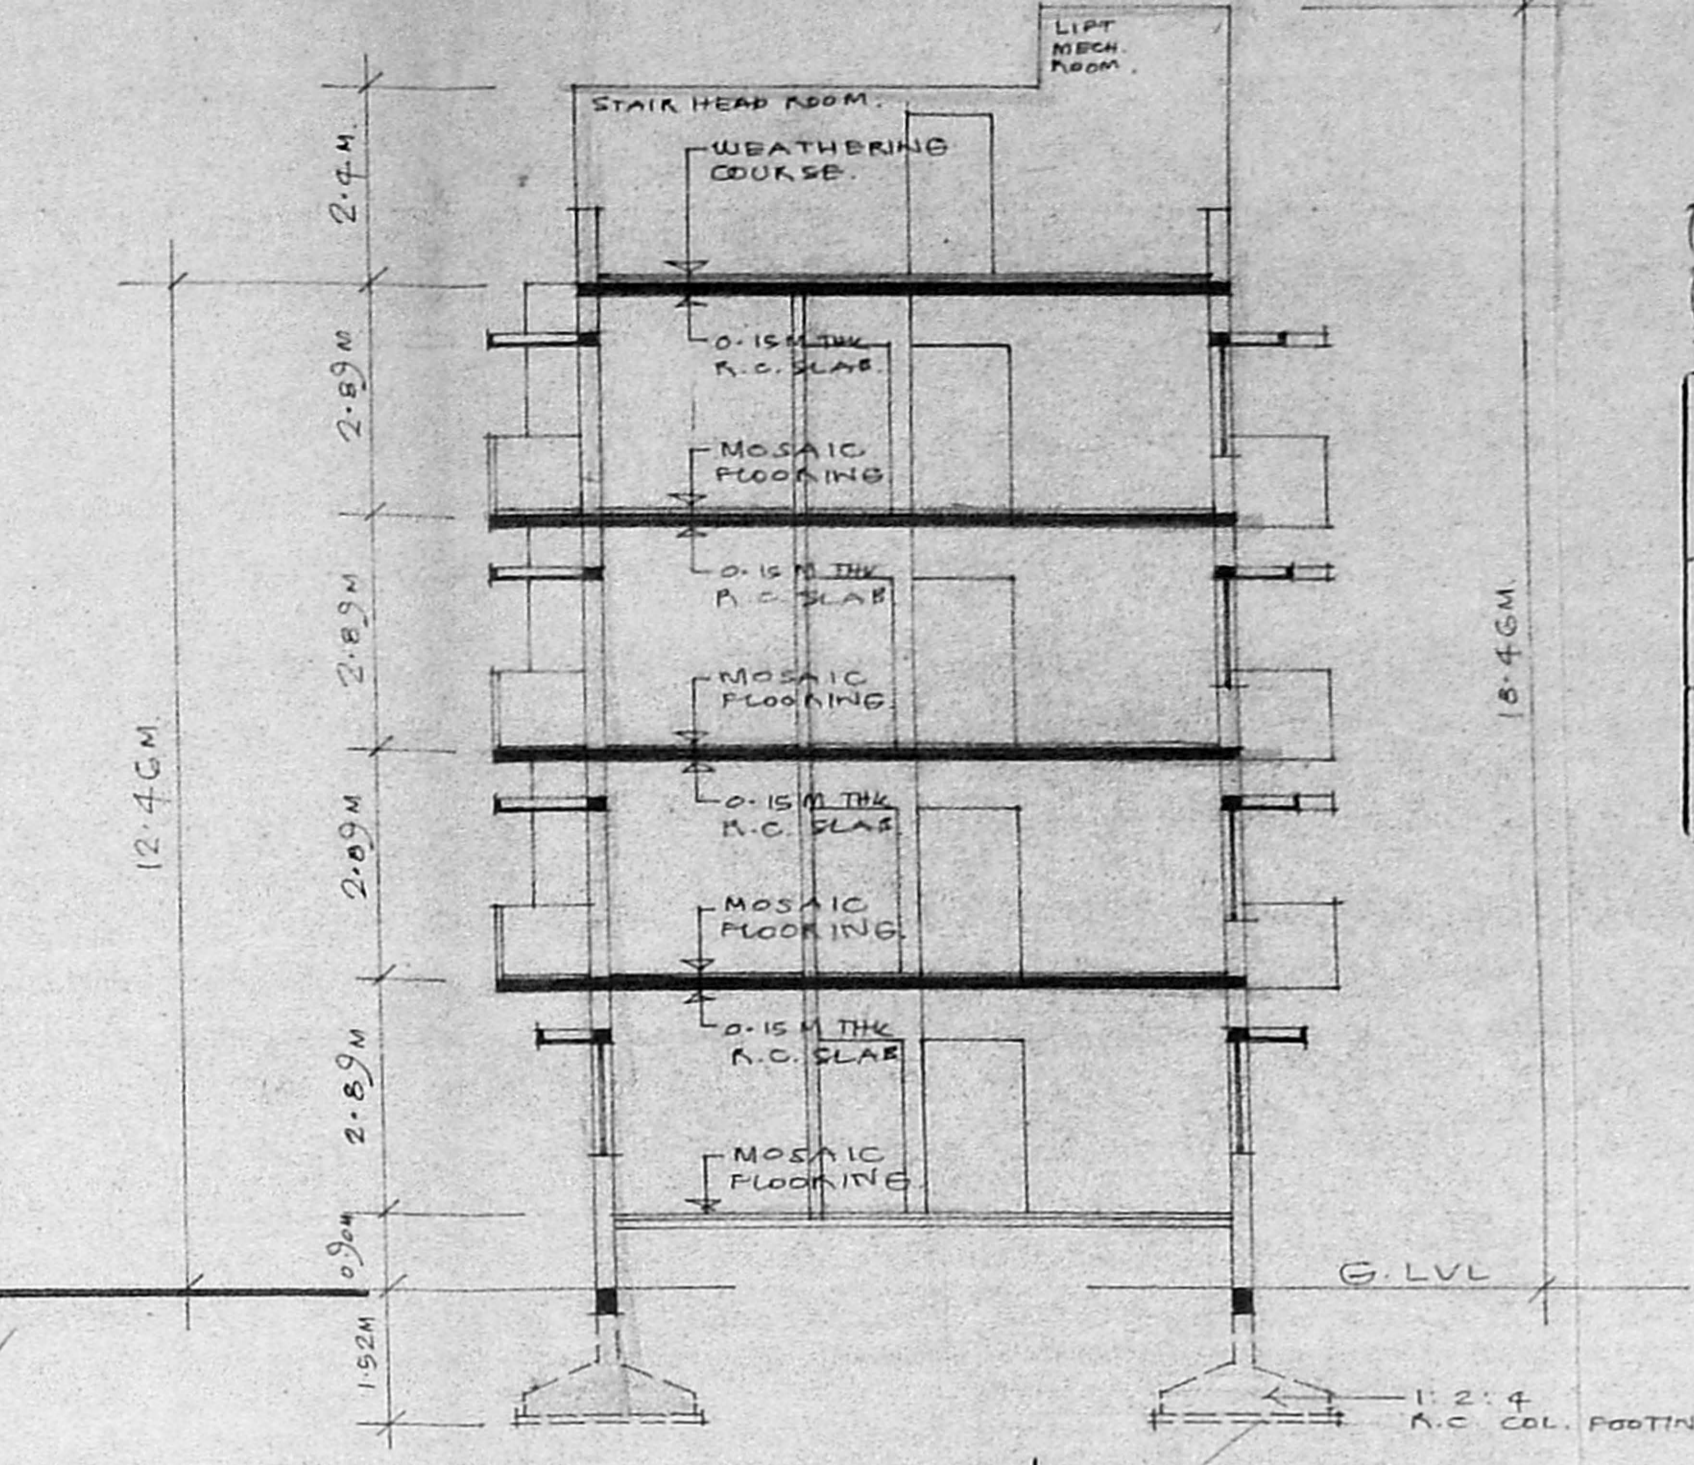 LIFT
MECH.
ROOM.
STAIR HEAD ROOM.
WEATHERING
COURSE.
2.4M.
0.15M THK
R.C. SLAB.
2.89M
MOSAIC
FLOORING
0.15M THK
R.C. SLAB
2.89M
18.46M.
MOSAIC
FLOORING.
12.46M.
0.15M THK
R.C. SLAB.
2.89M
MOSAIC
FLOORING.
0.15M THK
R.C. SLAB
2.89M
MOSAIC
FLOORING.
0.90M
G.LVL
1.52M
1:2:4
R.C. COL. FOOTIN